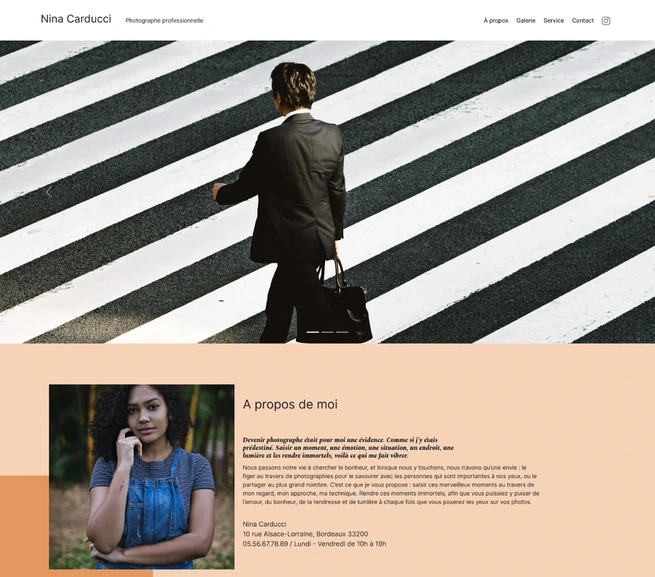 Nina Carducci
Photographe professionnelle
À propos Galerie Service Contact
A propos de moi
Devenir photographe était pour moi une évidence. Comme si j'y étais
prédestiné. Saisir un moment, une émotion, une situation, un endroit, une
lumière et les rendre immortels, voilà ce qui me fait vibrer.
Nous passons notre vie à chercher le bonheur, et lorsque nous y touchons, nous n'avons qu'une envie : le
figer au travers de photographies pour le savourer avec les personnes qui sont importantes à nos yeux, ou le
partager au plus grand nombre. C'est ce que je vous propose : saisir ces merveilleux moments au travers de
mon regard, mon approche, ma technique. Rendre ces moments immortels, afin que vous puissiez y puiser de
l'amour, du bonheur, de la tendresse et de lumière à chaque fois que vous poserez les yeux sur vos photos.
Nina Carducci
10 rue Alsace-Lorraine, Bordeaux 33200
05.56.67.78.89 / Lundi - Vendredi de 10h à 19h